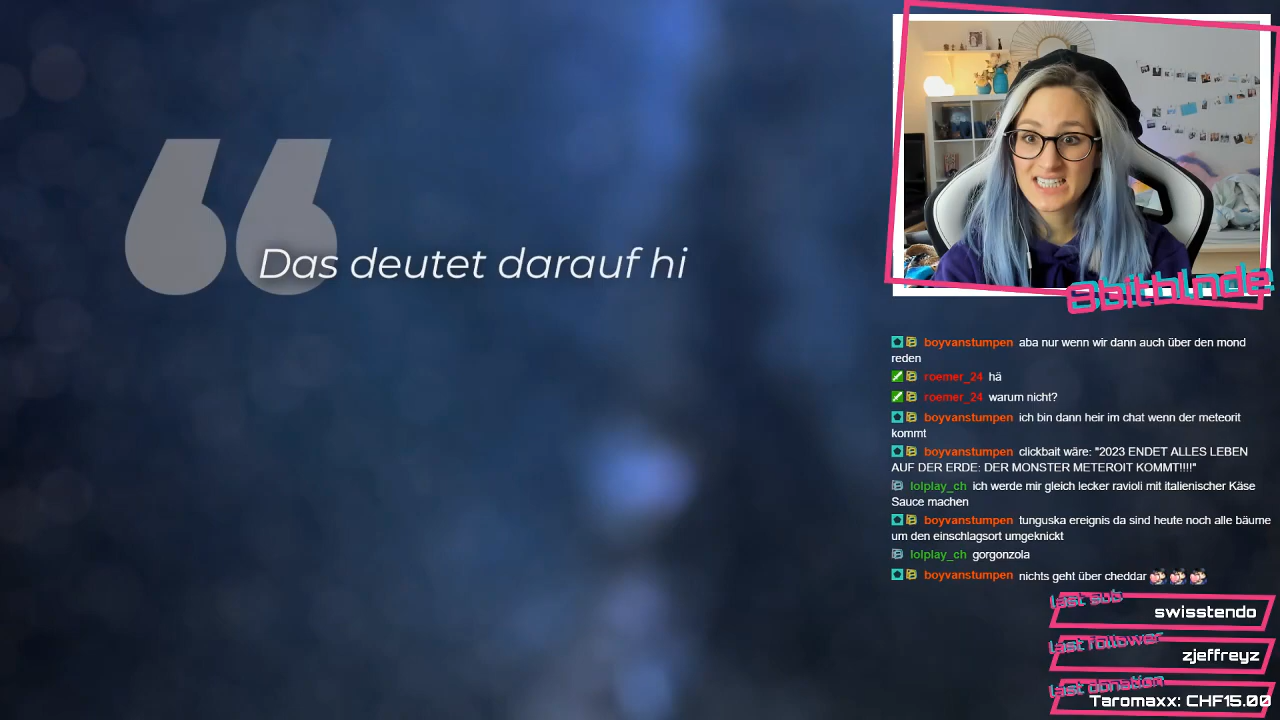 Das deutet darauf hi
3bitblnde
boyvanstumpen aba nur wenn wir dann auch über den mond
reden
roemer_24 hä
roemer_24 warum nicht?
boyvanstumpen ich bin dann heir im chat wenn der meteorit
kommt
boyvanstumpen clickbait wäre: "2023 ENDET ALLES LEBEN
AUF DER ERDE: DER MONSTER METEROIT KOMMT!!!!"
lolplay_ch ich werde mir gleich lecker ravioli mit italienischer Käse
Sauce machen
boyvanstumpen tunguska ereignis da sind heute noch alle bäume
um den einschlagsort umgeknickt
lolplay_ch gorgonzola
boyvanstumpen nichts geht über cheddar
last sub
swisstendo
last follower
zjeffreyz
last donation
Taromaxx: CHF15.00